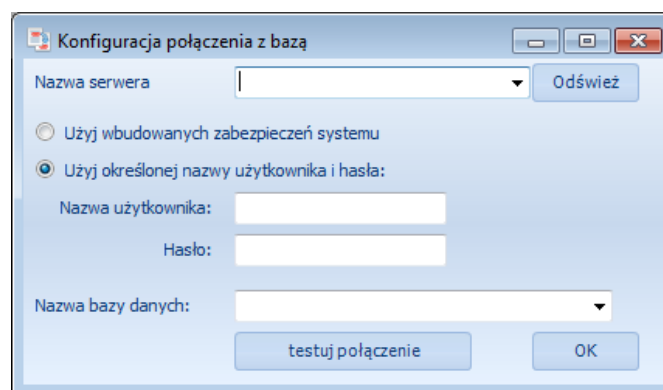 Konfiguracja połączenia z bazą
Nazwa serwera
Odśwież
Użyj wbudowanych zabezpieczeń systemu
Użyj określonej nazwy użytkownika i hasła:
Nazwa użytkownika:
Hasło:
Nazwa bazy danych:
testuj połączenie
OK